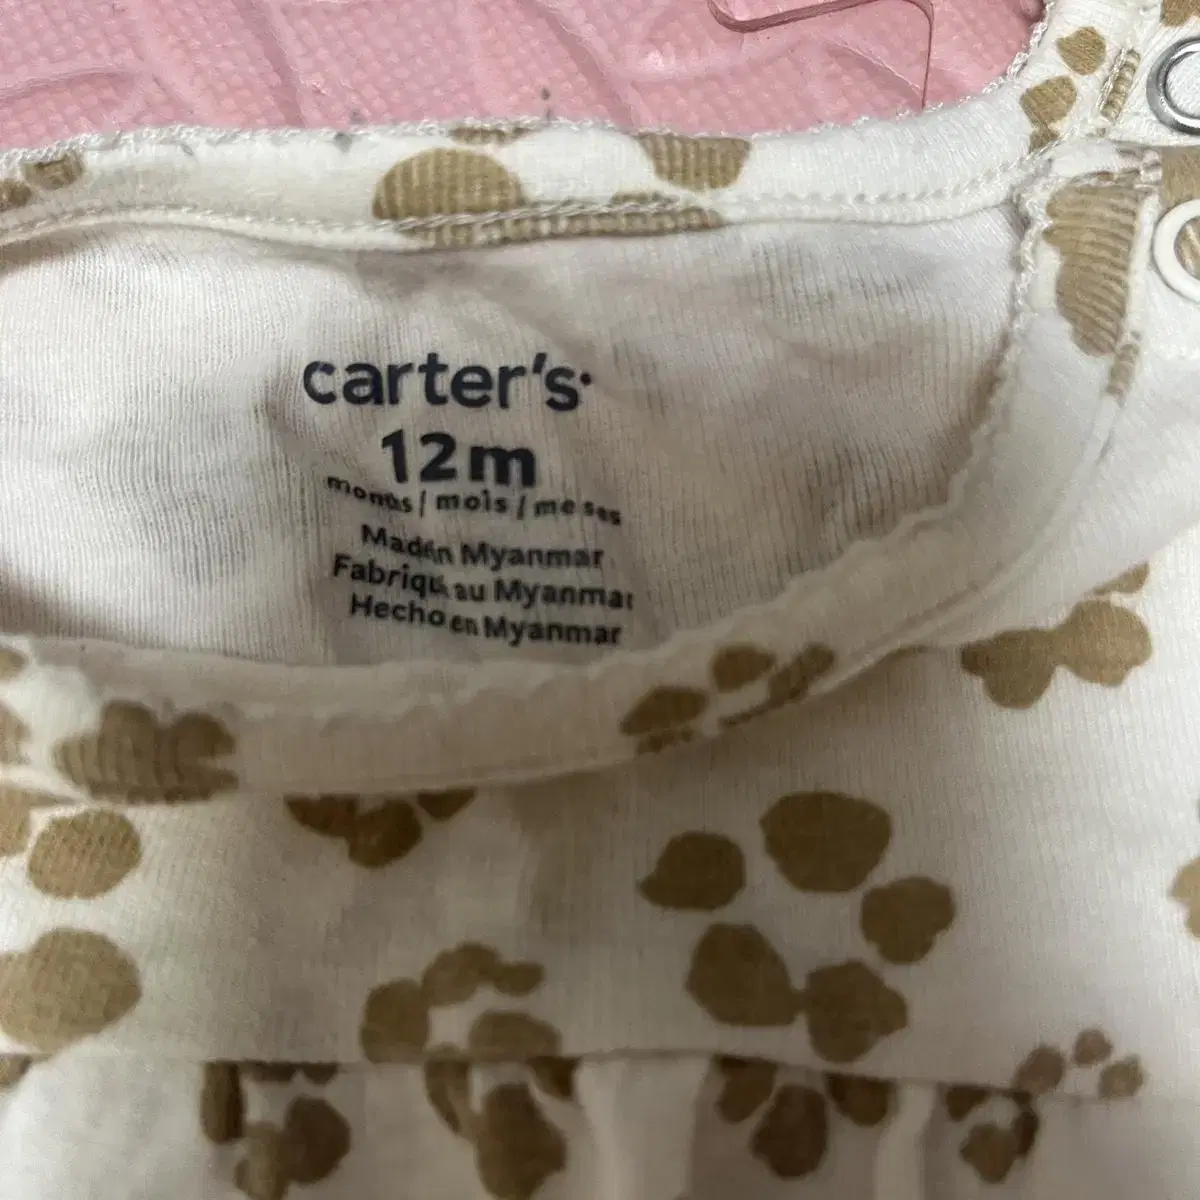 carter's
12m
months / mois / meses
Made in Myanmar
Fabriqué au Myanmar
Hecho en Myanmar